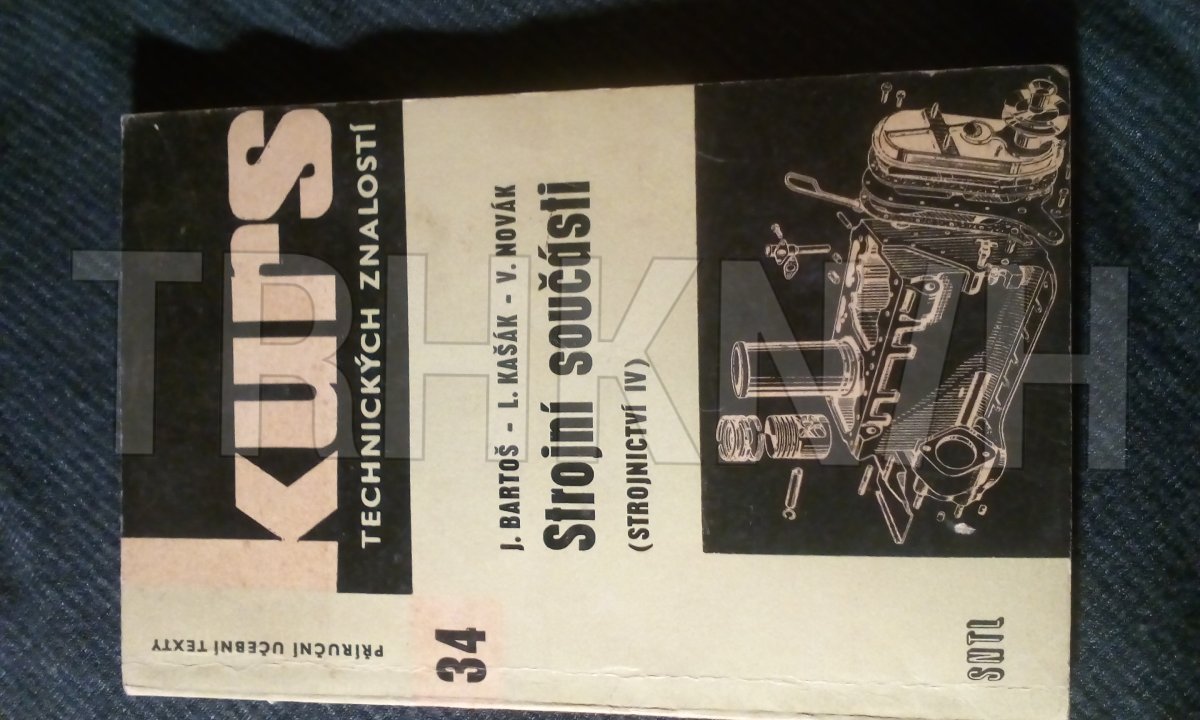 kurs
TECHNICKÝCH ZNALOSTÍ
PŘÍRUČNÍ UČEBNÍ TEXTY
34
J. BARTOŠ - L. KAŠÁK - V. NOVÁK
Strojní součásti
(STROJNICTVÍ IV)
SNTL
TRHKNIH